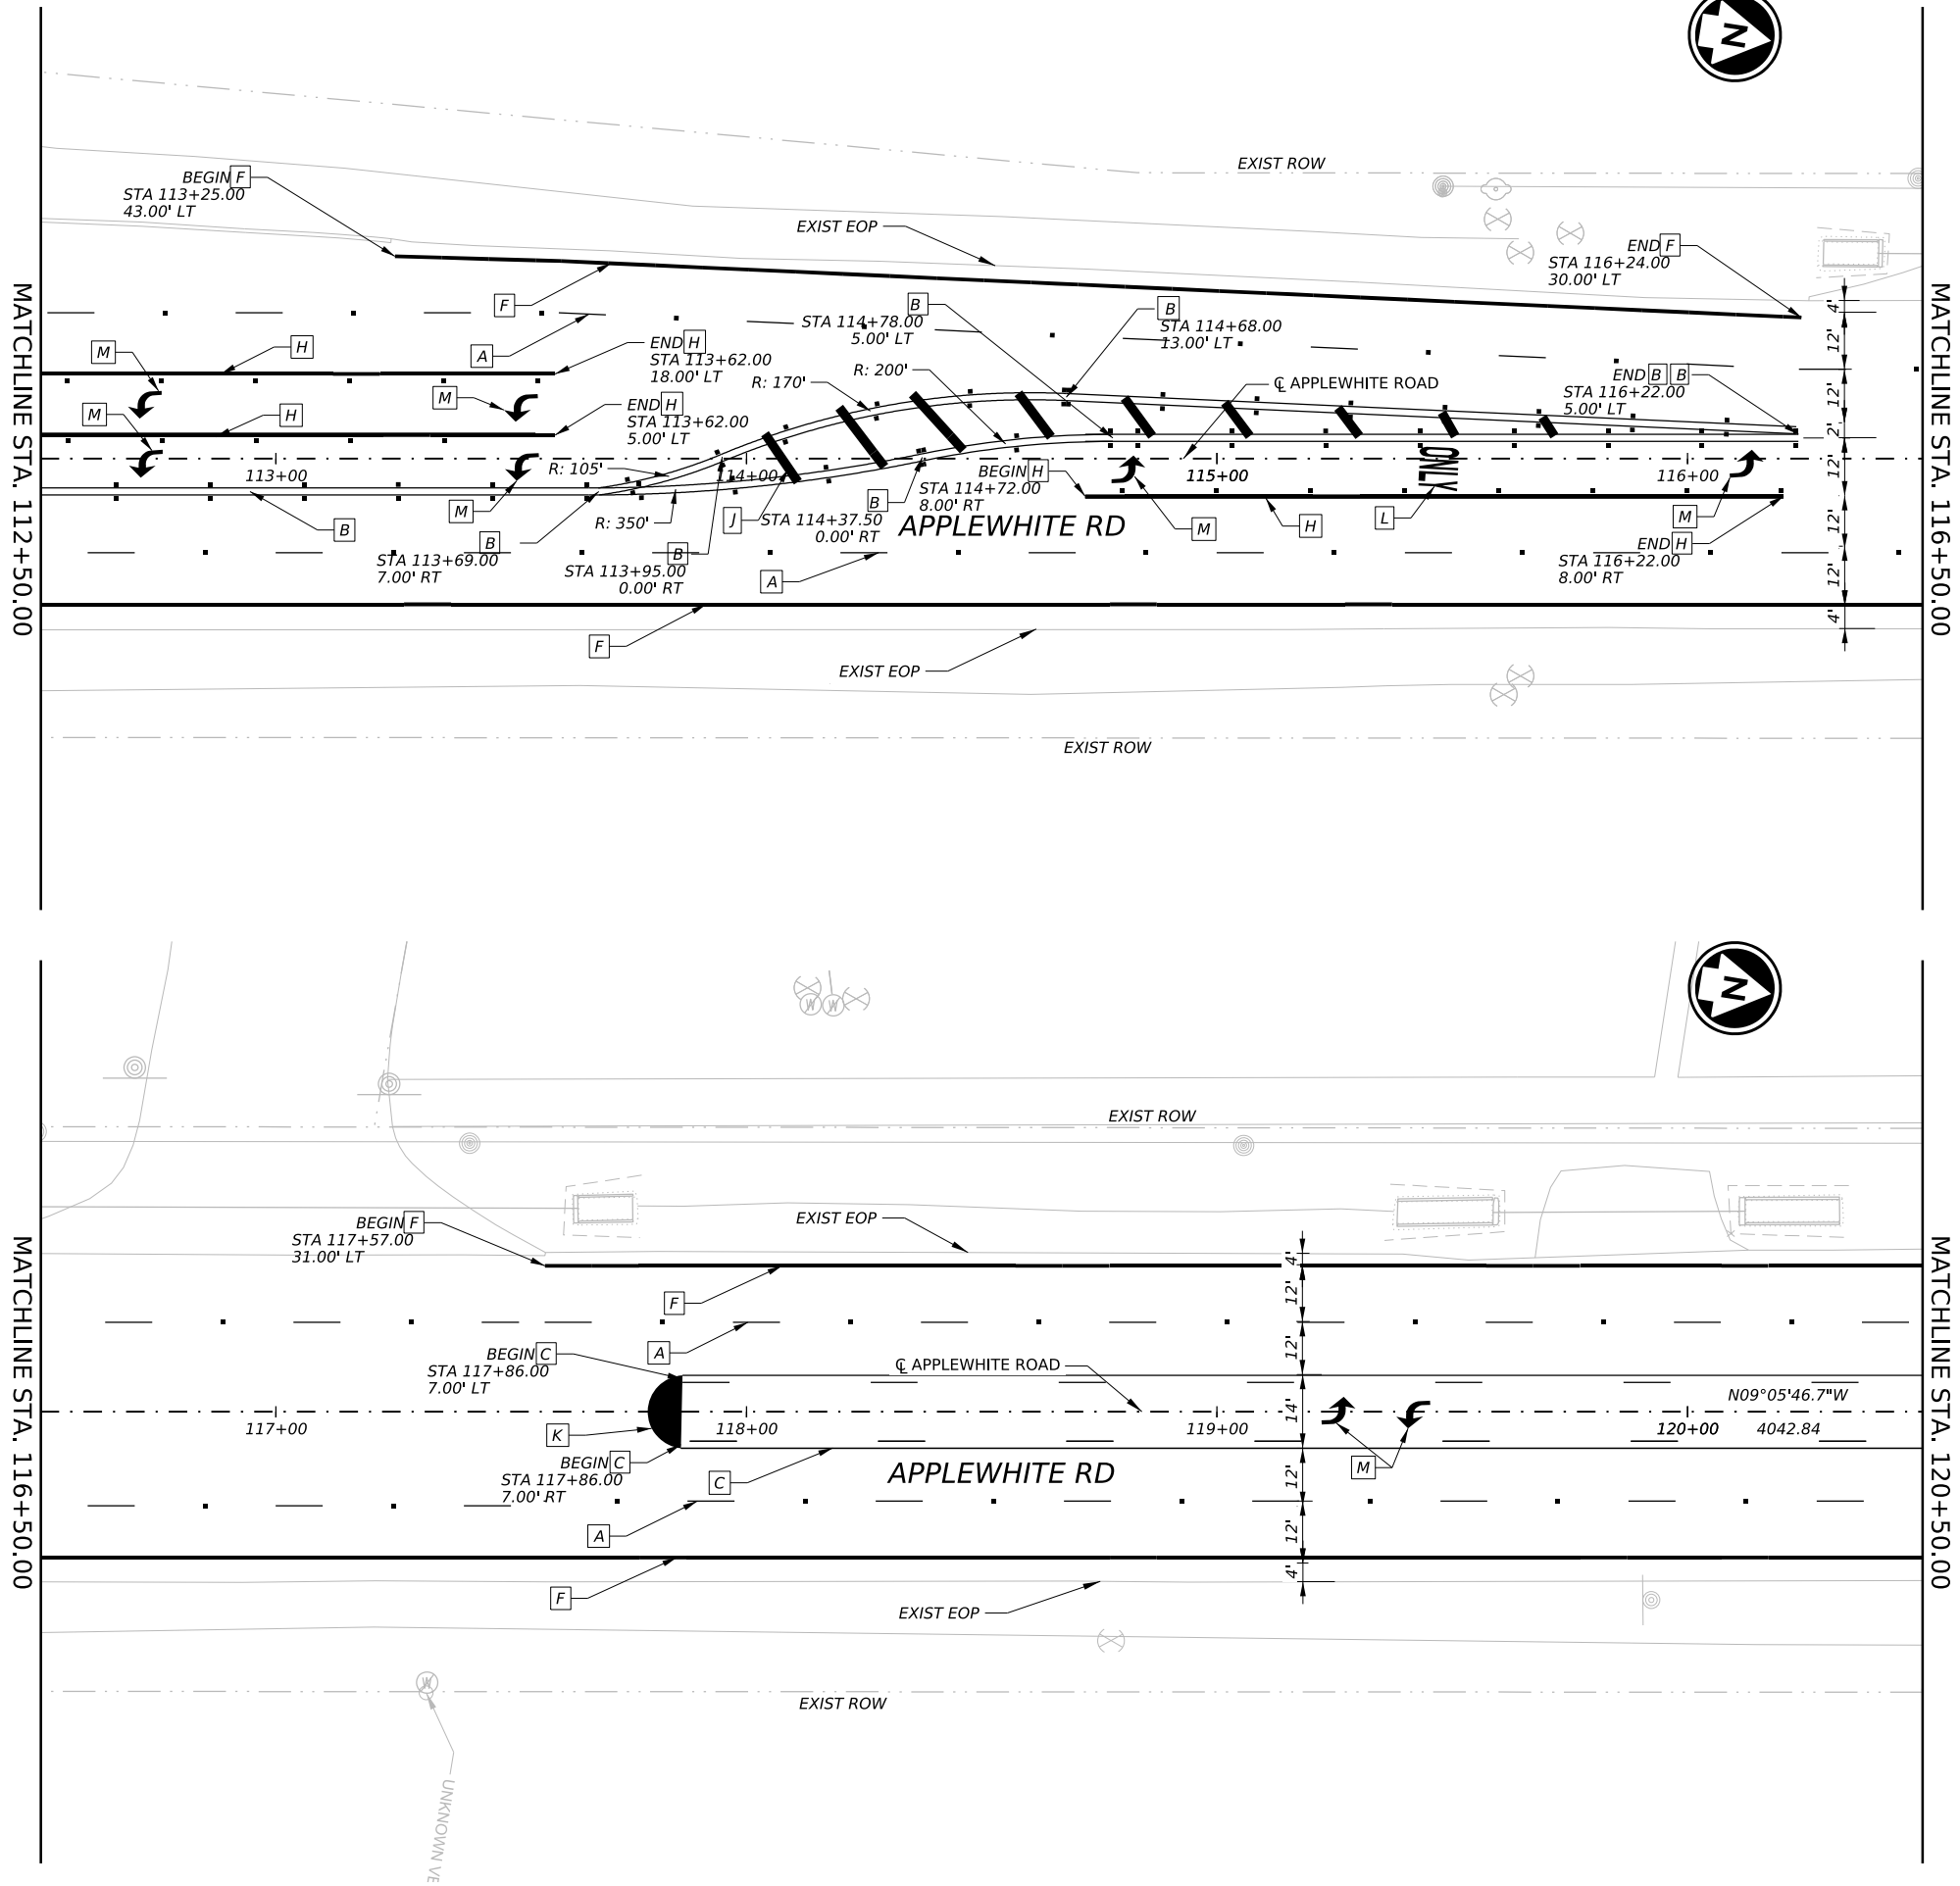 N
EXIST ROW
BEGIN F
STA 113+25.00
43.00' LT
EXIST EOP
END F
STA 116+24.00
30.00' LT
F
B
STA 114+78.00
5.00' LT
B
STA 114+68.00
13.00' LT
4'
12'
12'
2'
12'
12'
12'
4'
M
H
A
END H
STA 113+62.00
18.00' LT
R: 170'
R: 200'
℄ APPLEWHITE ROAD
END B B
STA 116+22.00
5.00' LT
M
H
M
END H
STA 113+62.00
5.00' LT
113+00
R: 105'
114+00
115+00
116+00
BEGIN H
STA 114+72.00
8.00' RT
ONLY
B
M
B
STA 113+69.00
7.00' RT
R: 350'
J
B
STA 114+37.50
0.00' RT
APPLEWHITE RD
M
H
L
M
B
STA 113+95.00
0.00' RT
A
END H
STA 116+22.00
8.00' RT
F
EXIST EOP
EXIST ROW
MATCHLINE STA. 112+50.00
MATCHLINE STA. 116+50.00
N
W
W
EXIST ROW
BEGIN F
STA 117+57.00
31.00' LT
EXIST EOP
F
4'
12'
12'
14'
12'
12'
4'
A
BEGIN C
STA 117+86.00
7.00' LT
℄ APPLEWHITE ROAD
N09°05'46.7"W
117+00
K
118+00
119+00
120+00
4042.84
BEGIN C
STA 117+86.00
7.00' RT
C
APPLEWHITE RD
M
A
F
EXIST EOP
W
EXIST ROW
UNKNOWN VE
MATCHLINE STA. 116+50.00
MATCHLINE STA. 120+50.00